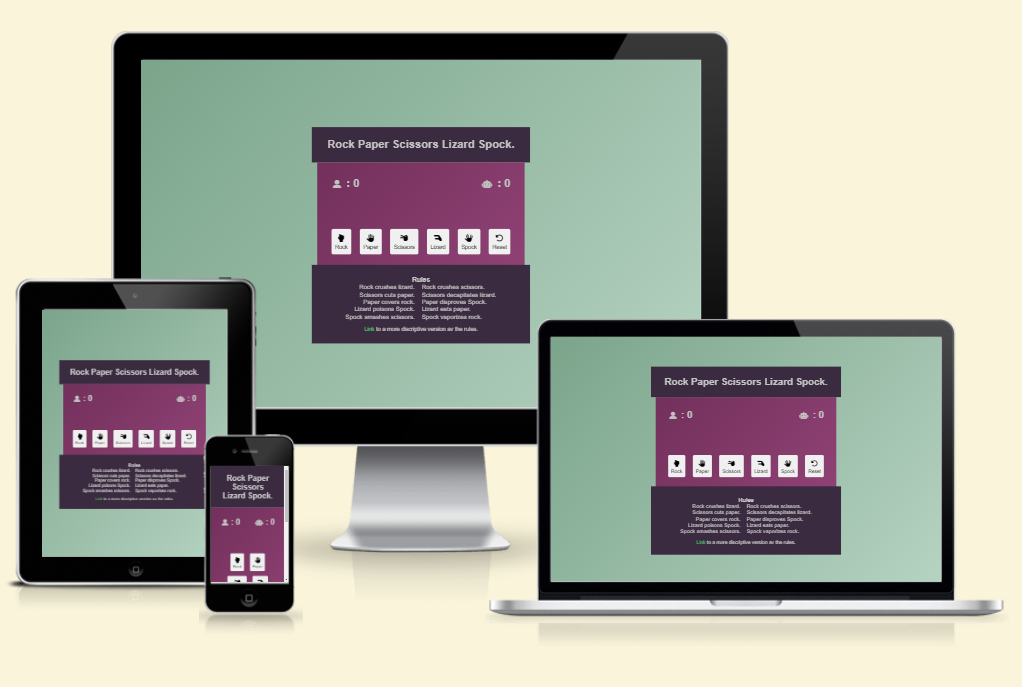 Rock Paper Scissors Lizard Spock.
: 0
: 0
Rock Paper Scissors Lizard Spock Reset
Rules
Rock crushes lizard. Rock crushes scissors.
Scissors cuts paper. Scissors decapitates lizard.
Paper covers rock. Paper disproves Spock.
Lizard poisons Spock. Lizard eats paper.
Spock smashes scissors. Spock vaporizes rock.
Link to a more discriptive version av the rules.
Rock Paper Scissors Lizard Spock.
: 0
: 0
Rock Paper Scissors Lizard Spock Reset
Rules
Rock crushes lizard. Rock crushes scissors.
Scissors cuts paper. Scissors decapitates lizard.
Paper covers rock. Paper disproves Spock.
Lizard poisons Spock. Lizard eats paper.
Spock smashes scissors. Spock vaporizes rock.
Link to a more discriptive version av the rules.
Rock Paper
Scissors
Lizard Spock.
: 0
: 0
Rock Paper
Rock Paper Scissors Lizard Spock.
: 0
: 0
Rock Paper Scissors Lizard Spock Reset
Rules
Rock crushes lizard. Rock crushes scissors.
Scissors cuts paper. Scissors decapitates lizard.
Paper covers rock. Paper disproves Spock.
Lizard poisons Spock. Lizard eats paper.
Spock smashes scissors. Spock vaporizes rock.
Link to a more discriptive version av the rules.